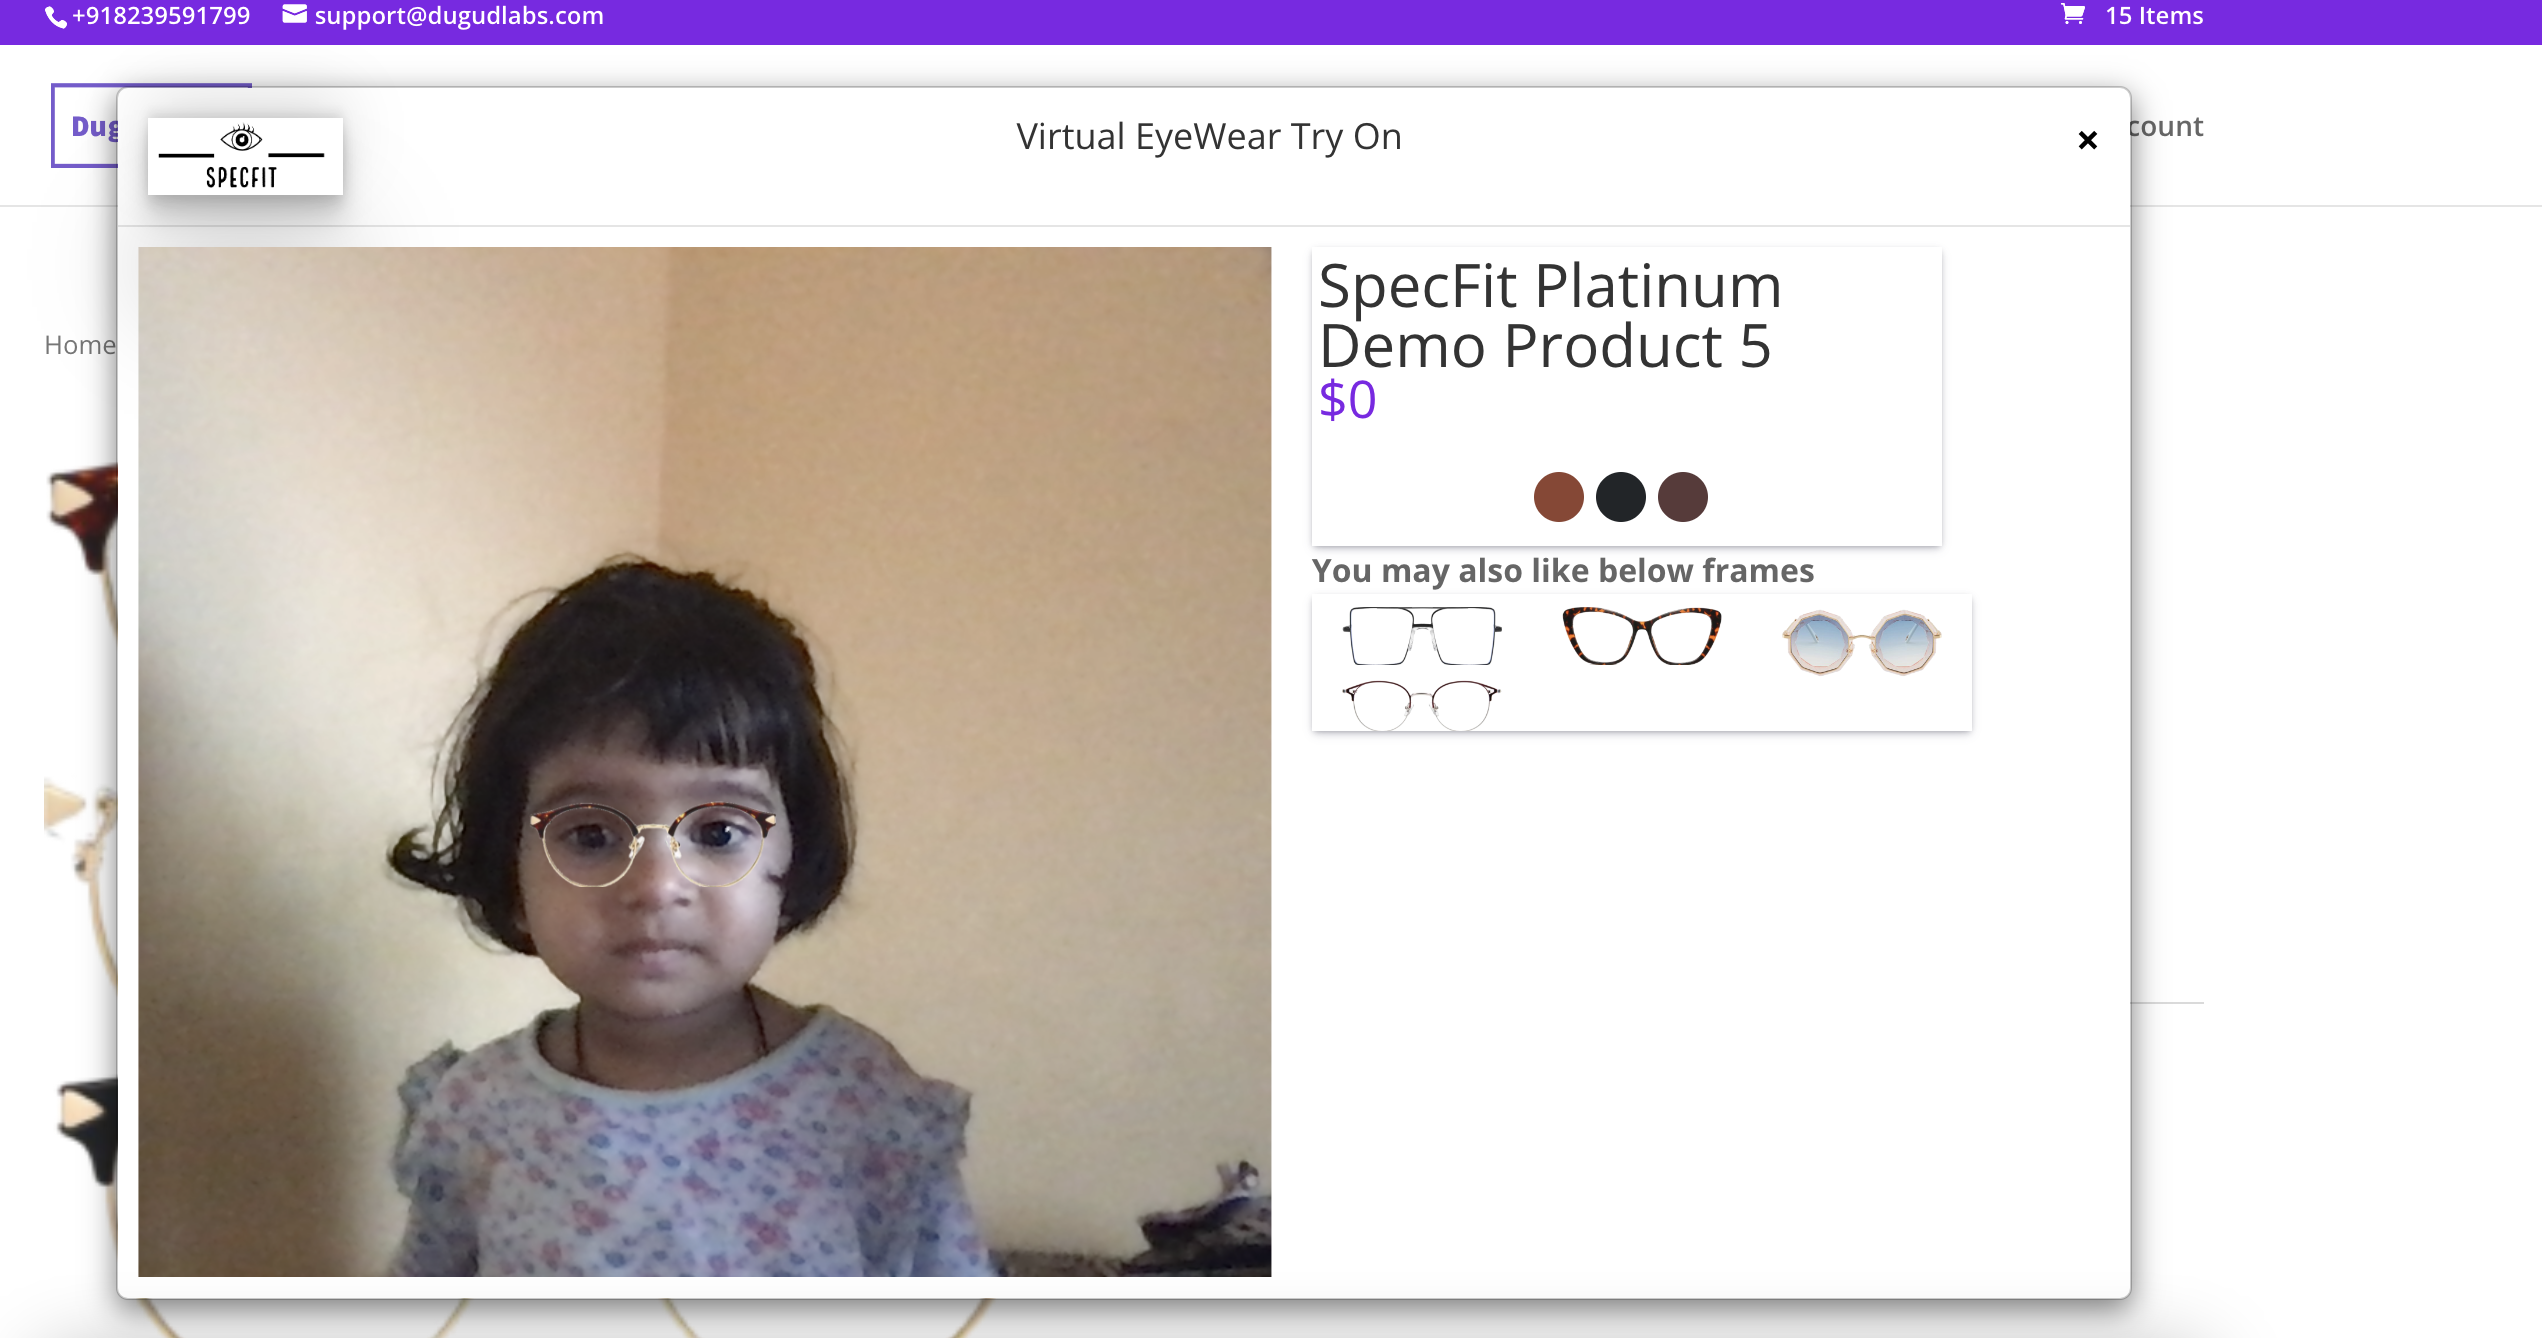 +918239591799
support@dugudlabs.com
15 Items
Dug
SPECFIT
Virtual EyeWear Try On
×
count
Home
SpecFit Platinum
Demo Product 5
$0
You may also like below frames